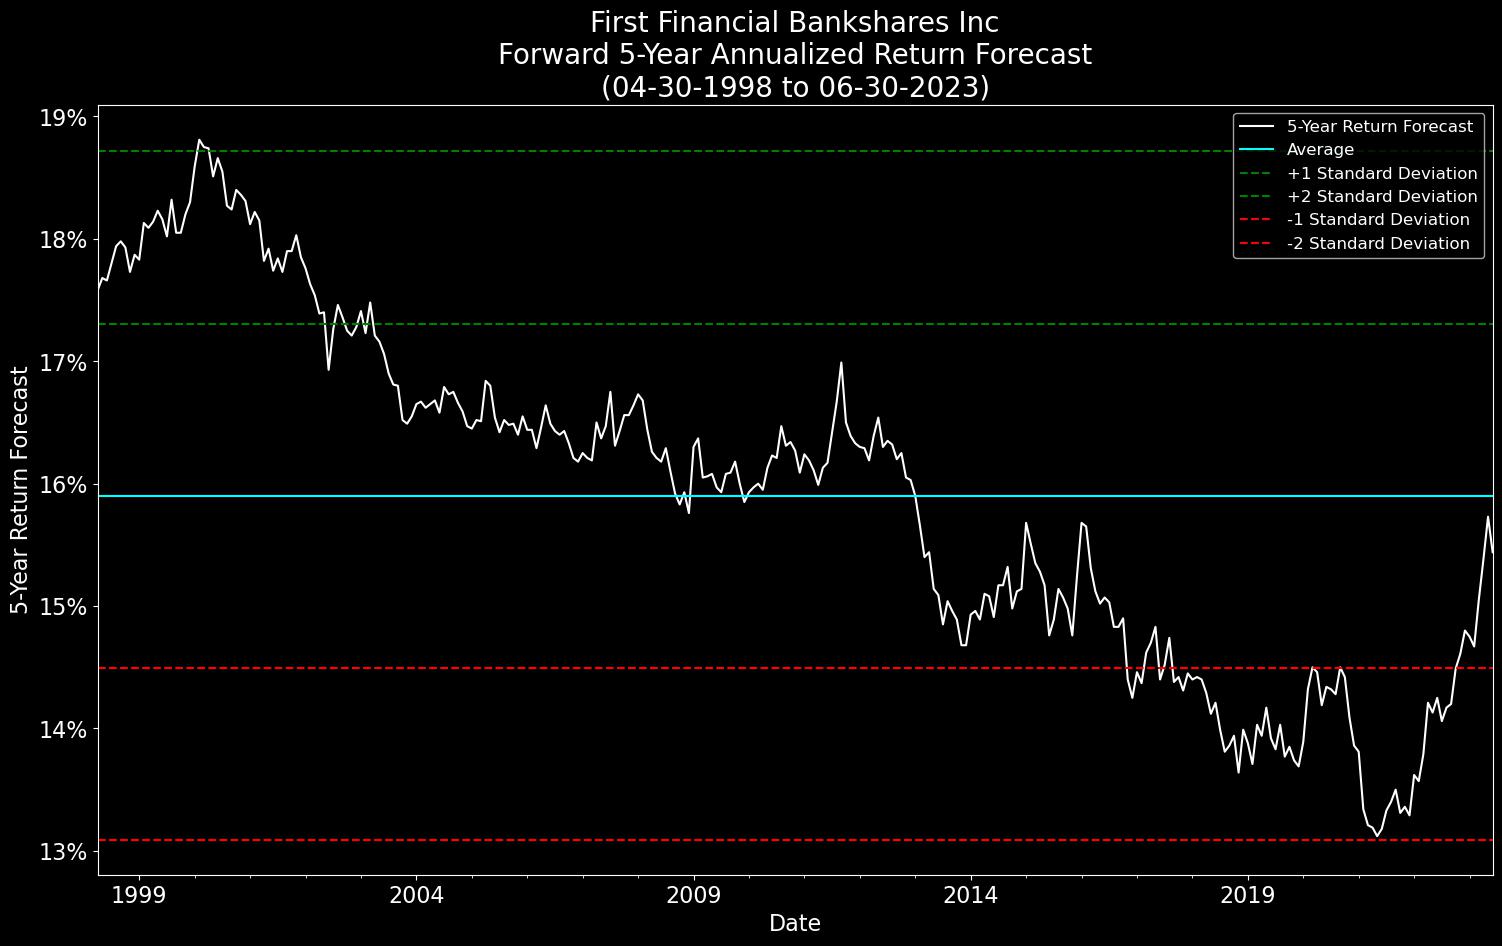 First Financial Bankshares Inc
Forward 5-Year Annualized Return Forecast
(04-30-1998 to 06-30-2023)
5-Year Return Forecast
Average
+1 Standard Deviation
+2 Standard Deviation
-1 Standard Deviation
-2 Standard Deviation
19%
18%
17%
16%
15%
14%
13%
5-Year Return Forecast
1999
2004
2009
2014
2019
Date